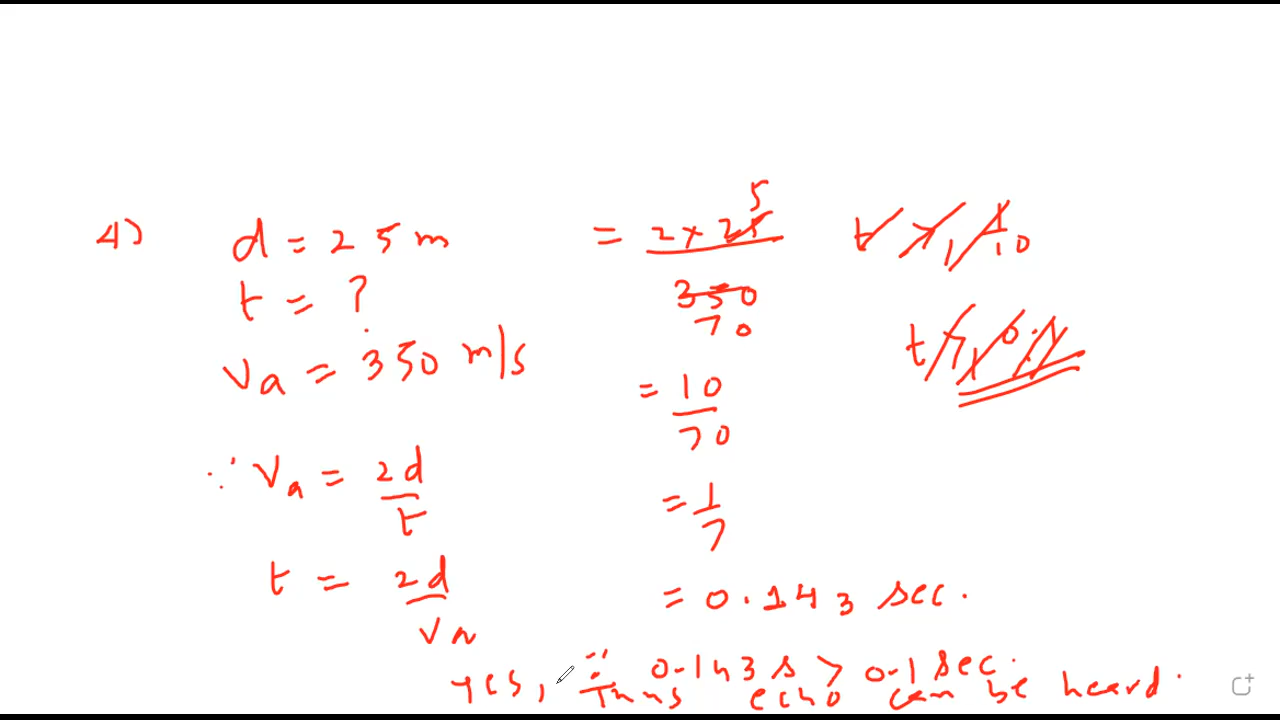 4)
d = 25 m
t = ?
Va = 350 m/s
∵ Va = 2d/t
t = 2d/Va
= 2 × 25/350
5
70
= 10/70
= 1/7
= 0.143 sec.
yes, ∵ 0.143 s > 0.1 sec.
Thus echo can be heard.